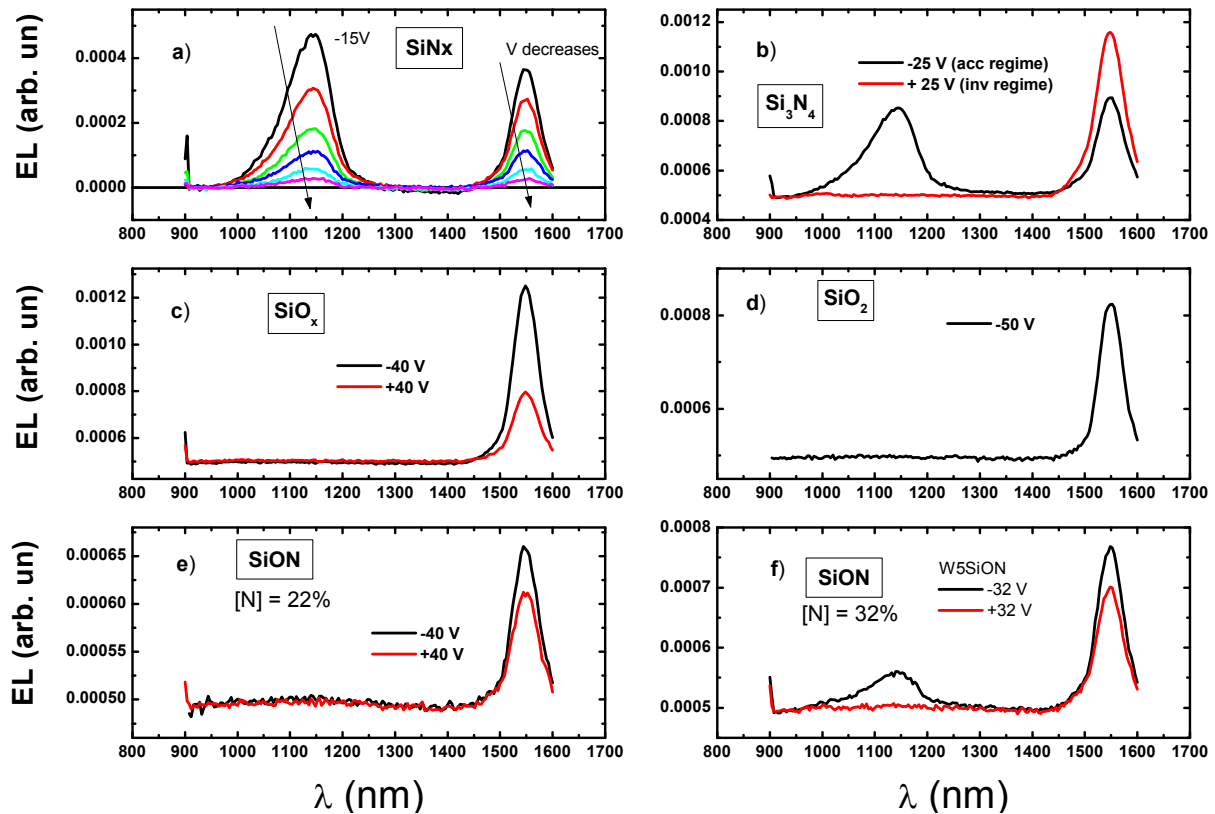 a)
SiNx
-15V
V decreases
EL (arb. un)
0.0004
0.0002
0.0000
800 900 1000 1100 1200 1300 1400 1500 1600 1700
b)
-25 V (acc regime)
+ 25 V (inv regime)
Si₃N₄
0.0012
0.0010
0.0008
0.0006
0.0004
800 900 1000 1100 1200 1300 1400 1500 1600 1700
c)
SiOₓ
-40 V
+40 V
EL (arb. un)
0.0012
0.0010
0.0008
0.0006
800 900 1000 1100 1200 1300 1400 1500 1600 1700
d)
SiO₂
-50 V
0.0008
0.0006
800 900 1000 1100 1200 1300 1400 1500 1600 1700
e)
SiON
[N] = 22%
-40 V
+40 V
EL (arb. un)
0.00065
0.00060
0.00055
0.00050
800 900 1000 1100 1200 1300 1400 1500 1600 1700
λ (nm)
f)
SiON
[N] = 32%
W5SiON
-32 V
+32 V
0.0008
0.0007
0.0006
0.0005
800 900 1000 1100 1200 1300 1400 1500 1600 1700
λ (nm)